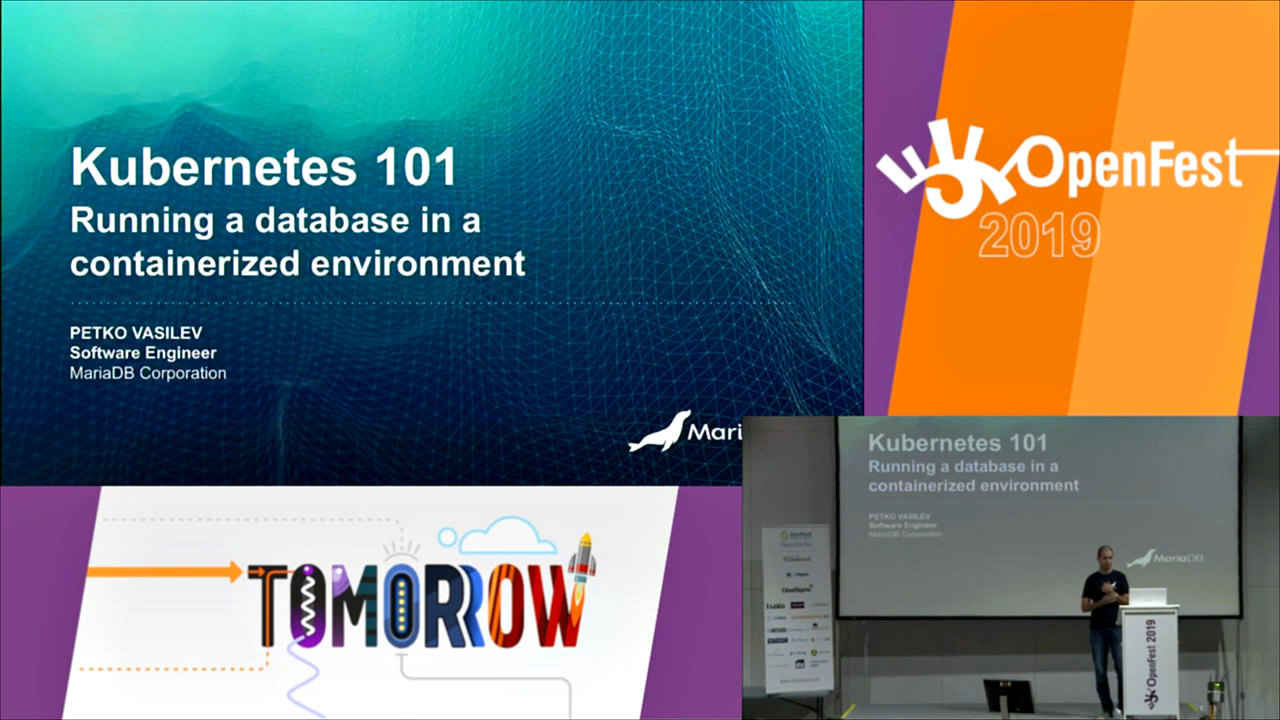 Kubernetes 101
Running a database in a
containerized environment
PETKO VASILEV
Software Engineer
MariaDB Corporation
Mari
OpenFest
2019
TOMORROW
Kubernetes 101
Running a database in a
containerized environment
PETKO VASILEV
Software Engineer
MariaDB Corporation
MariaDB
OpenFest 2019